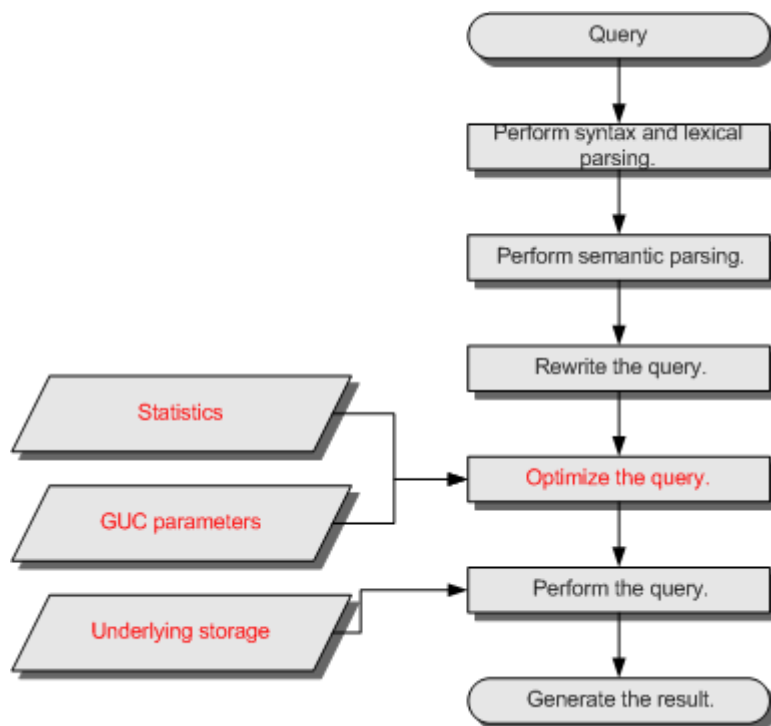 Query
Perform syntax and lexical
parsing.
Perform semantic parsing.
Rewrite the query.
Statistics
Optimize the query.
GUC parameters
Perform the query.
Underlying storage
Generate the result.